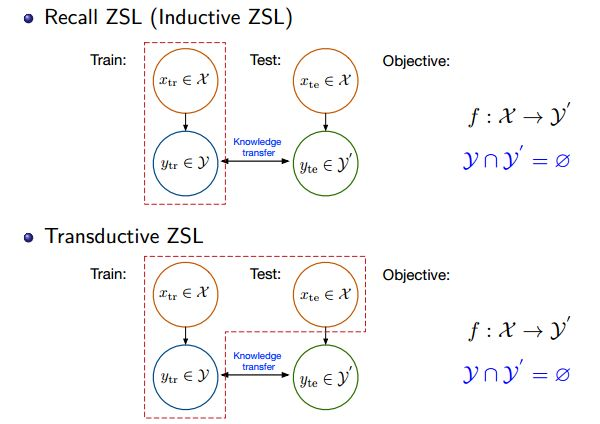 Recall ZSL (Inductive ZSL)
Train: Test: Objective:
x_tr ∈ 𝒳 x_te ∈ 𝒳
f : 𝒳 → 𝒴′
Knowledge
transfer
y_tr ∈ 𝒴 y_te ∈ 𝒴′
𝒴 ∩ 𝒴′ = ∅
Transductive ZSL
Train: Test: Objective:
x_tr ∈ 𝒳 x_te ∈ 𝒳
f : 𝒳 → 𝒴′
Knowledge
transfer
y_tr ∈ 𝒴 y_te ∈ 𝒴′
𝒴 ∩ 𝒴′ = ∅